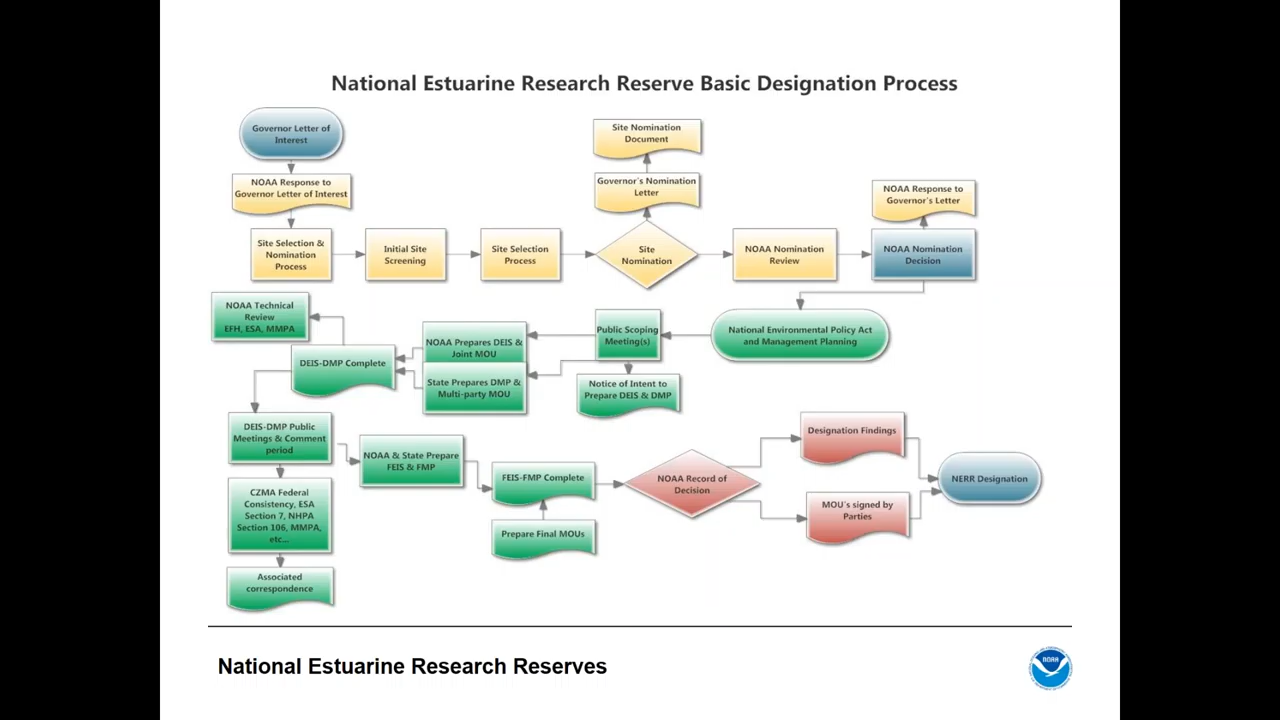 National Estuarine Research Reserve Basic Designation Process
Governor Letter of
Interest
NOAA Response to
Governor Letter of Interest
Site Nomination
Document
Governor's Nomination
Letter
NOAA Response to
Governor's Letter
Site Selection &
Nomination
Process
Initial Site
Screening
Site Selection
Process
Site
Nomination
NOAA Nomination
Review
NOAA Nomination
Decision
NOAA Technical
Review
EFH, ESA, MMPA
DEIS-DMP Complete
NOAA Prepares DEIS &
Joint MOU
State Prepares DMP &
Multi-party MOU
Public Scoping
Meeting(s)
Notice of Intent to
Prepare DEIS & DMP
National Environmental Policy Act
and Management Planning
DEIS-DMP Public
Meetings & Comment
period
NOAA & State Prepare
FEIS & FMP
FEIS-FMP Complete
Prepare Final MOUs
NOAA Record of
Decision
Designation Findings
MOU's signed by
Parties
NERR Designation
CZMA Federal
Consistency, ESA
Section 7, NHPA
Section 106, MMPA,
etc...
Associated
correspondence
National Estuarine Research Reserves
NOAA